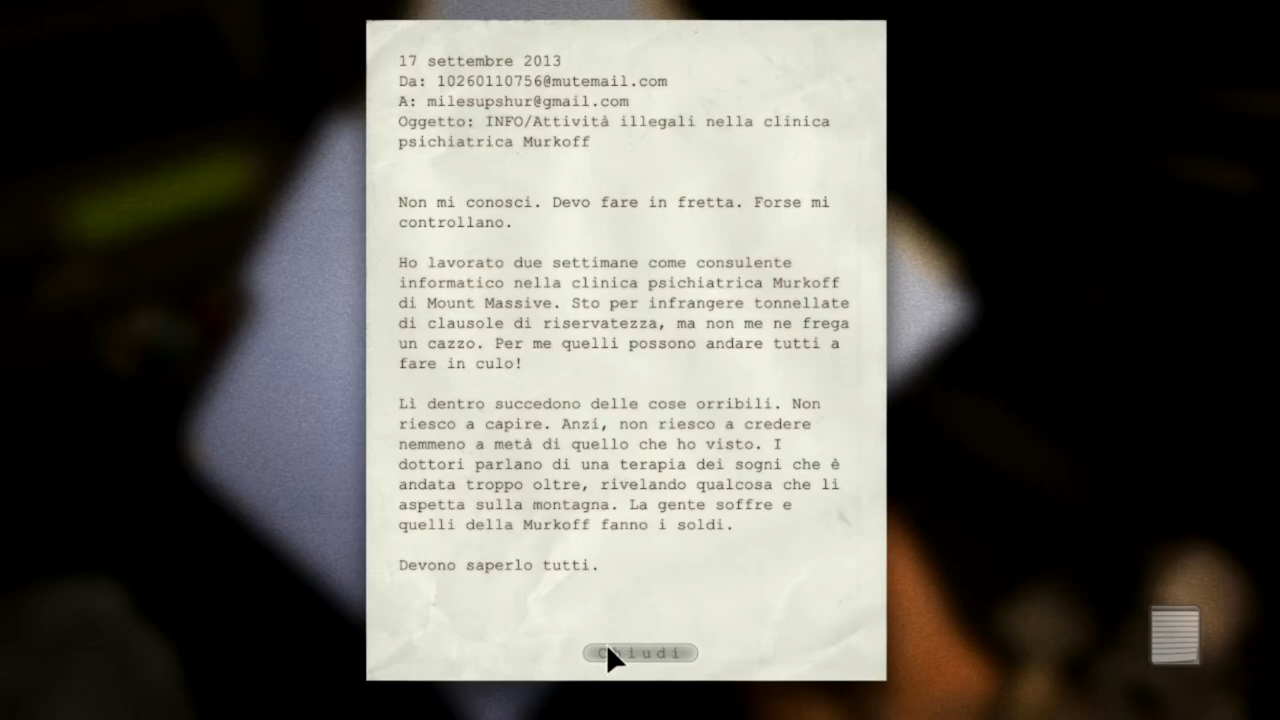 17 settembre 2013
Da: 10260110756@mutemail.com
A: milesupshur@gmail.com
Oggetto: INFO/Attività illegali nella clinica
psichiatrica Murkoff
Non mi conosci. Devo fare in fretta. Forse mi
controllano.
Ho lavorato due settimane come consulente
informatico nella clinica psichiatrica Murkoff
di Mount Massive. Sto per infrangere tonnellate
di clausole di riservatezza, ma non me ne frega
un cazzo. Per me quelli possono andare tutti a
fare in culo!
Lì dentro succedono delle cose orribili. Non
riesco a capire. Anzi, non riesco a credere
nemmeno a metà di quello che ho visto. I
dottori parlano di una terapia dei sogni che è
andata troppo oltre, rivelando qualcosa che li
aspetta sulla montagna. La gente soffre e
quelli della Murkoff fanno i soldi.
Devono saperlo tutti.
Chiudi